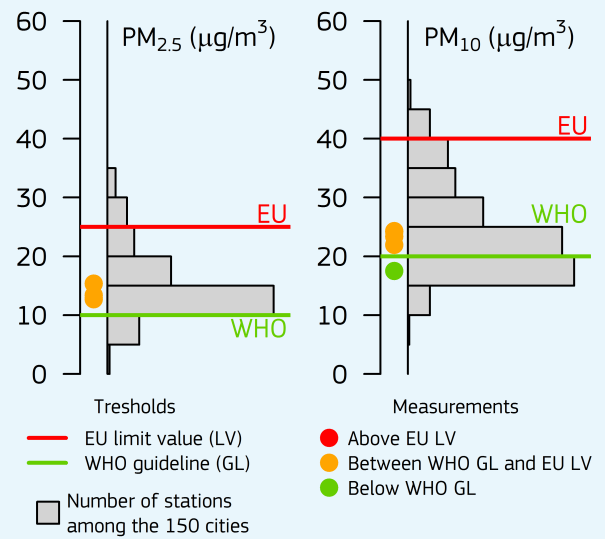 PM2.5 (μg/m3)
60
50
40
30
20
10
0
EU
WHO
PM10 (μg/m3)
60
50
40
30
20
10
0
EU
WHO
Tresholds
EU limit value (LV)
WHO guideline (GL)
Number of stations
among the 150 cities
Measurements
Above EU LV
Between WHO GL and EU LV
Below WHO GL